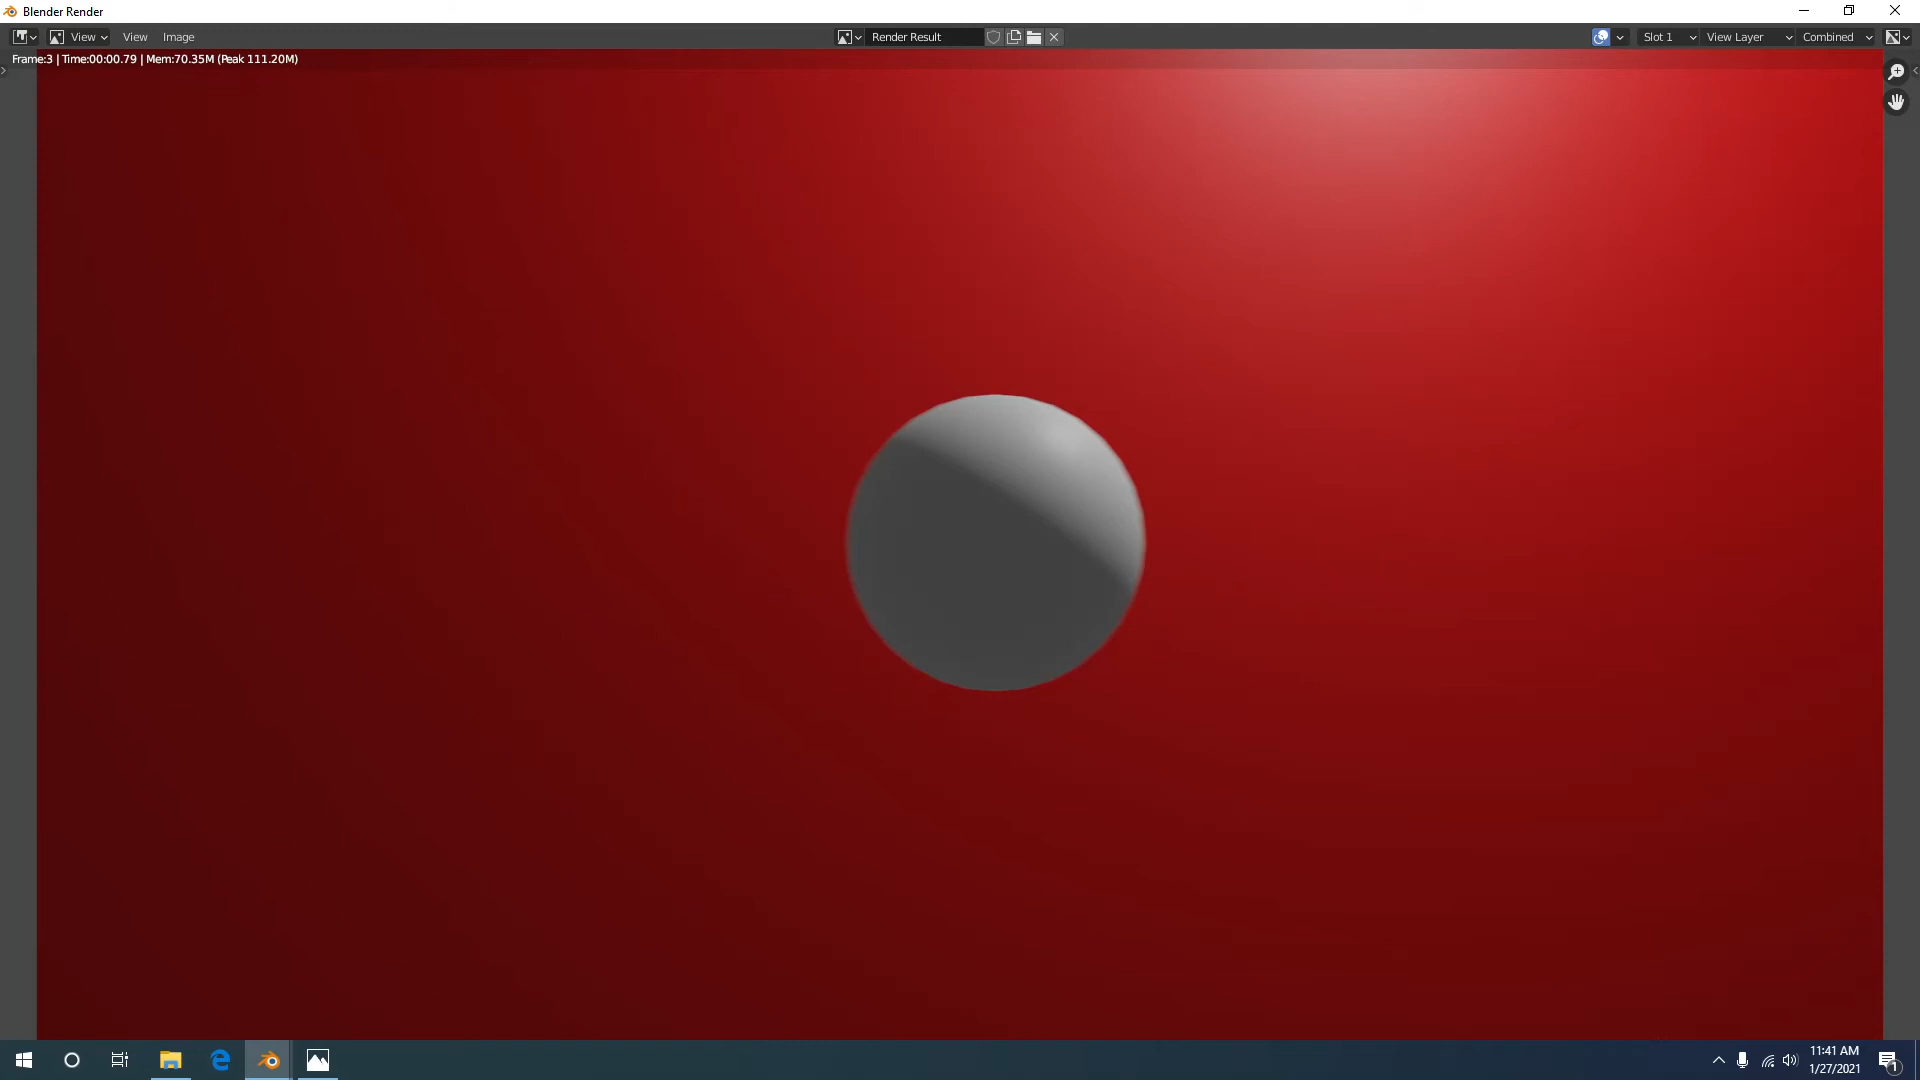 Blender Render
View View Image Render Result Slot 1 View Layer Combined
Frame:3 | Time:00:00.79 | Mem:70.35M (Peak 111.20M)
11:41 AM
1/27/2021
1